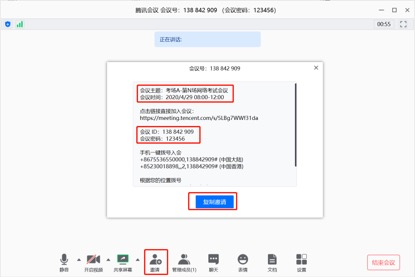 腾讯会议 会议号：138 842 909 （会议密码：123456）
00:55
正在讲话:
会议号：138 842 909
会议主题：考场A-第N场网络考试会议
会议时间：2020/4/29 08:00-12:00
点击链接直接加入会议：
https://meeting.tencent.com/s/5L8g7WWf31da
会议 ID：138 842 909
会议密码：123456
手机一键拨号入会
+8675536550000,,138842909# (中国大陆)
+85230018898,,,2,138842909# (中国香港)
根据您的位置拨号
复制邀请
静音
开启视频
共享屏幕
邀请
管理成员(1)
聊天
表情
文档
设置
结束会议